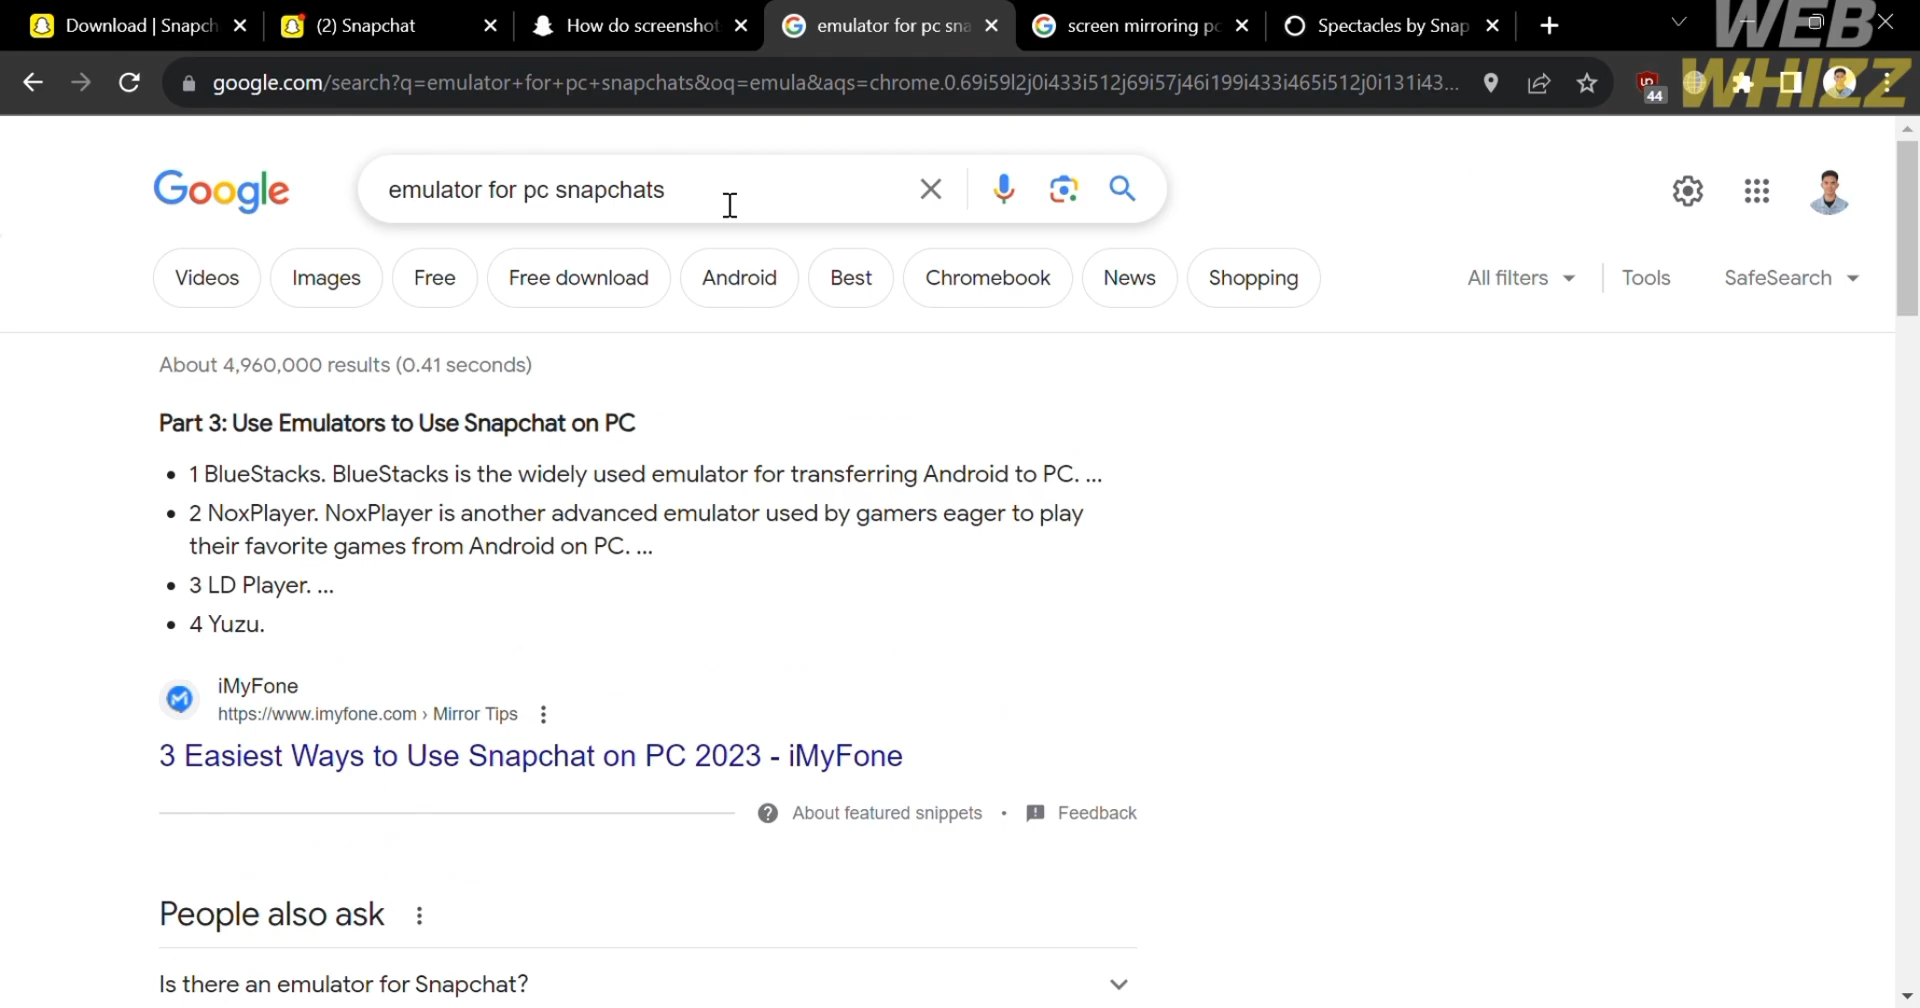 Download | Snapch
(2) Snapchat
How do screenshot
emulator for pc sna
screen mirroring pc
Spectacles by Snap
WEB
WHIZZ
google.com/search?q=emulator+for+pc+snapchats&oq=emula&aqs=chrome.0.69i59l2j0i433i512j69i57j46i199i433i465i512j0i131i43...
44
Google
emulator for pc snapchats
Videos
Images
Free
Free download
Android
Best
Chromebook
News
Shopping
All filters
Tools
SafeSearch
About 4,960,000 results (0.41 seconds)
Part 3: Use Emulators to Use Snapchat on PC
• 1 BlueStacks. BlueStacks is the widely used emulator for transferring Android to PC. ...
• 2 NoxPlayer. NoxPlayer is another advanced emulator used by gamers eager to play
their favorite games from Android on PC. ...
• 3 LD Player. ...
• 4 Yuzu.
iMyFone
https://www.imyfone.com › Mirror Tips
3 Easiest Ways to Use Snapchat on PC 2023 - iMyFone
About featured snippets • Feedback
People also ask
Is there an emulator for Snapchat?